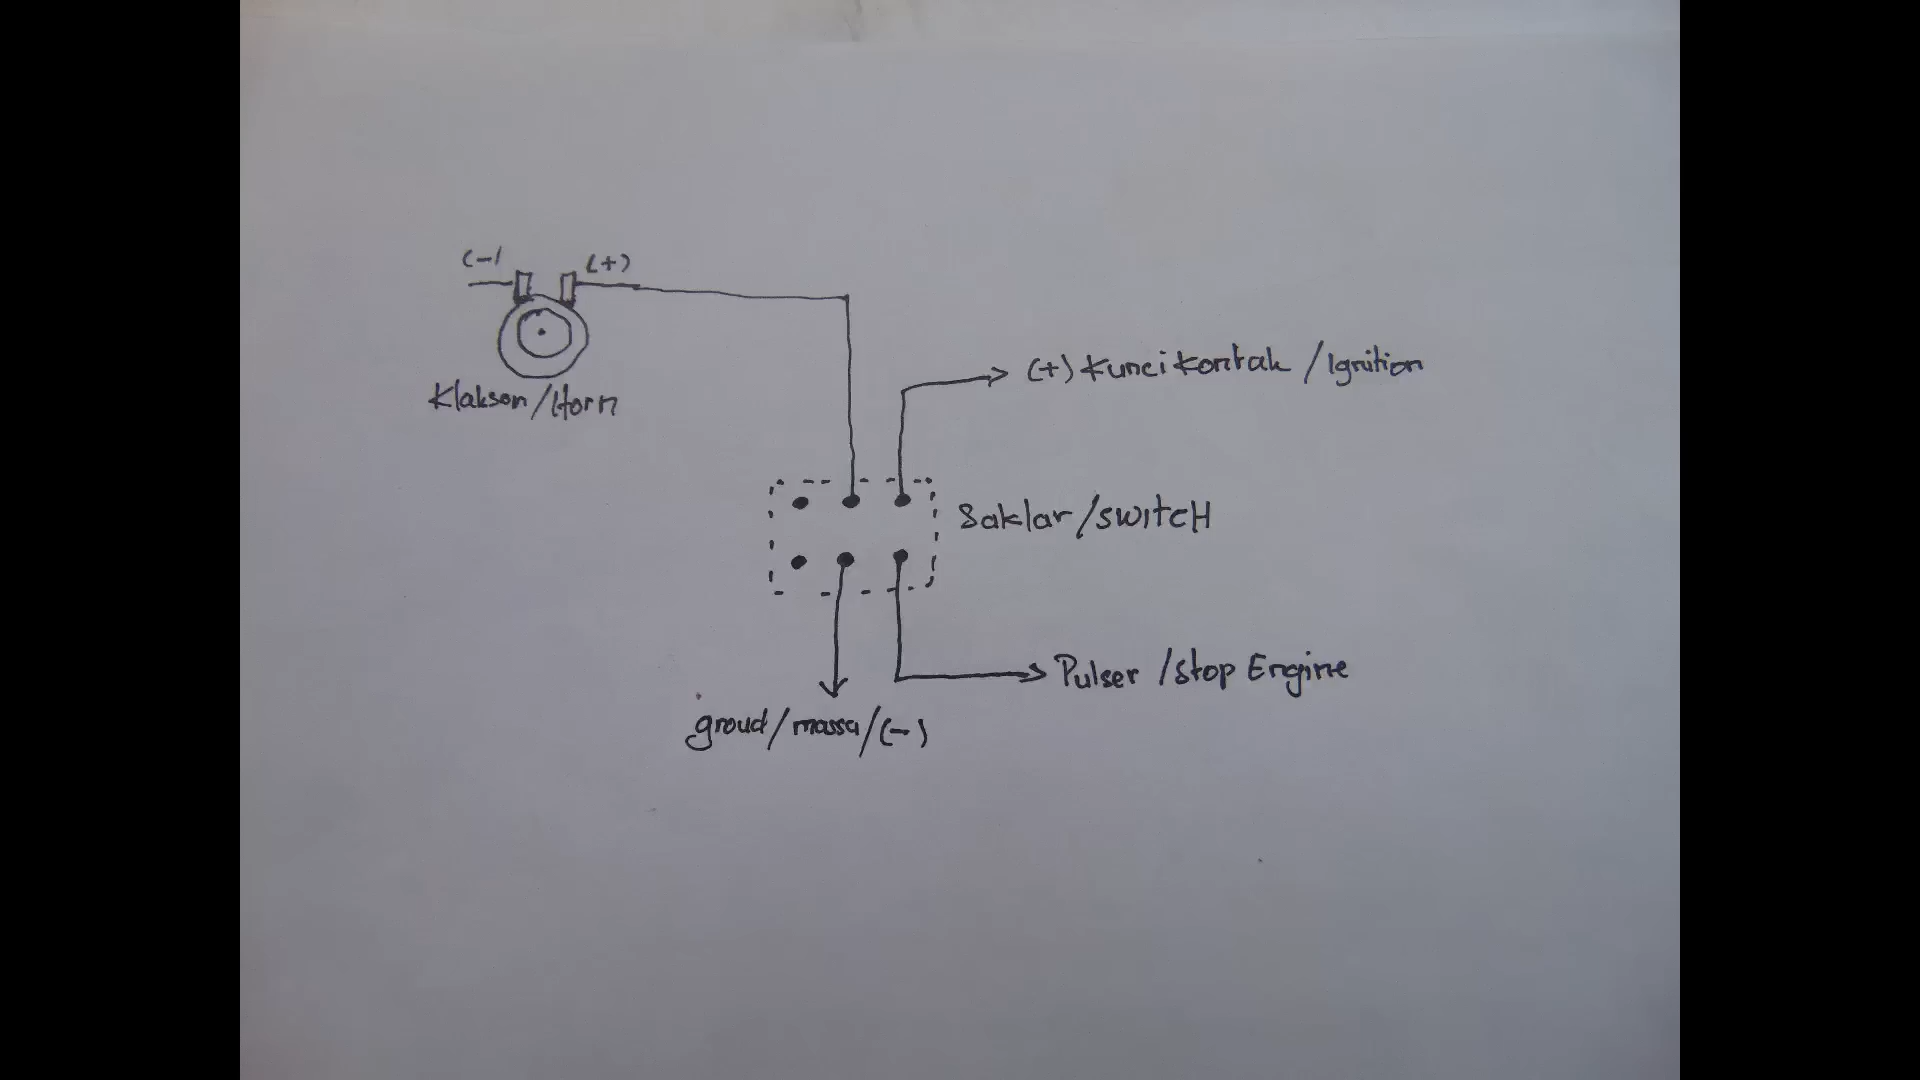 (-)
(+)
Klakson/Horn
(+) Kunci Kontak / Ignition
Saklar/switcH
Pulser /stop Engine
groud/massa/(-)